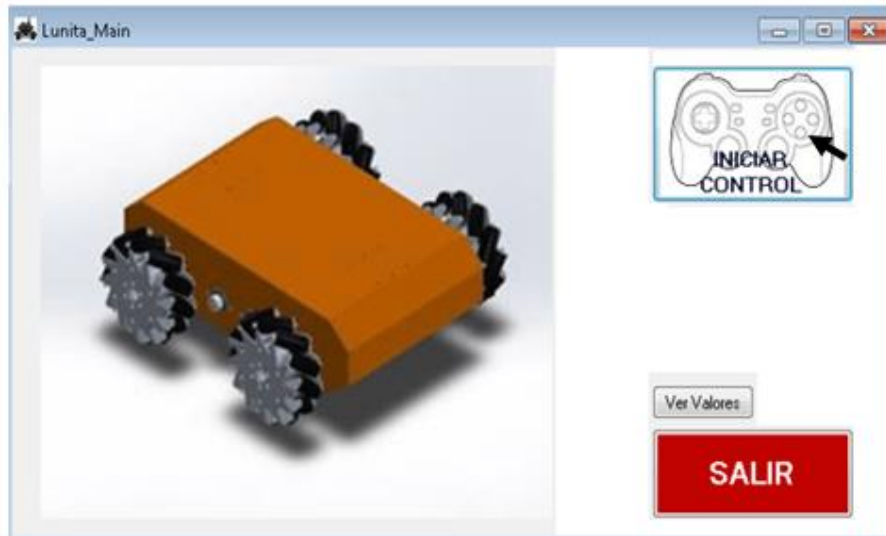 Lunita_Main
INICIAR
CONTROL
Ver Valores
SALIR